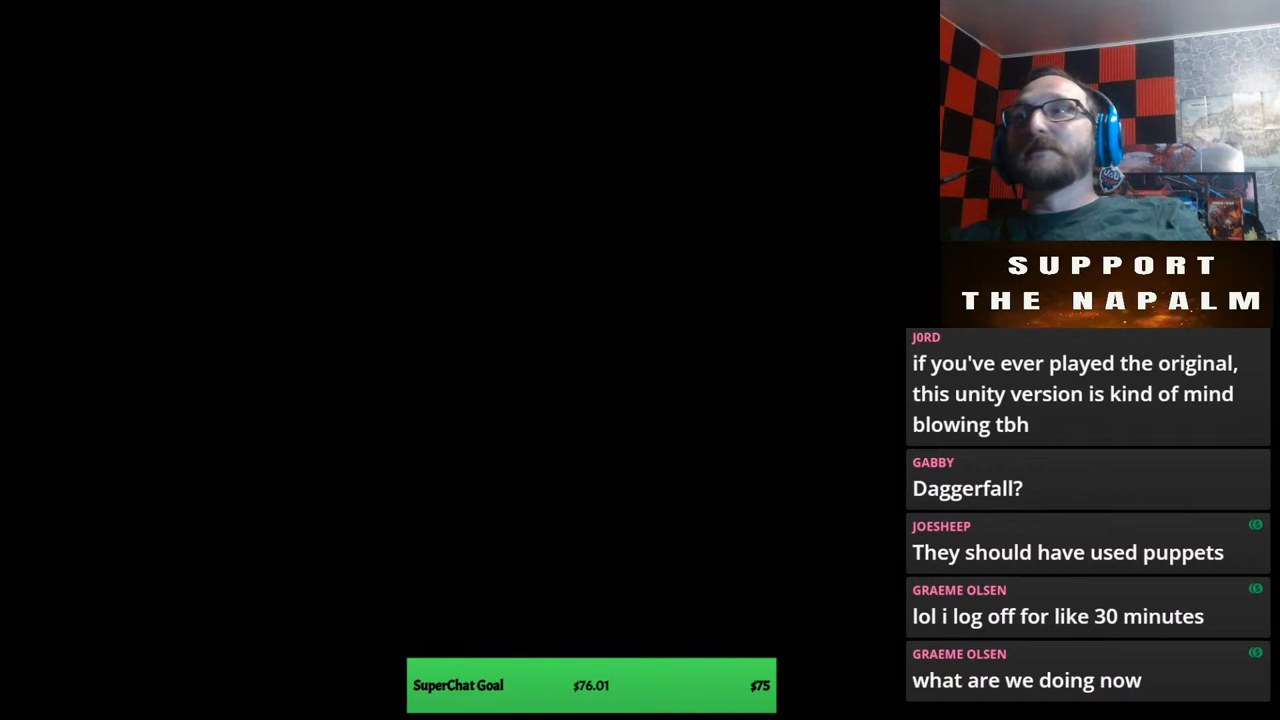 SUPPORT
THE NAPALM
J0RD
if you've ever played the original,
this unity version is kind of mind
blowing tbh
GABBY
Daggerfall?
JOESHEEP
They should have used puppets
GRAEME OLSEN
lol i log off for like 30 minutes
GRAEME OLSEN
what are we doing now
SuperChat Goal $76.01 $75